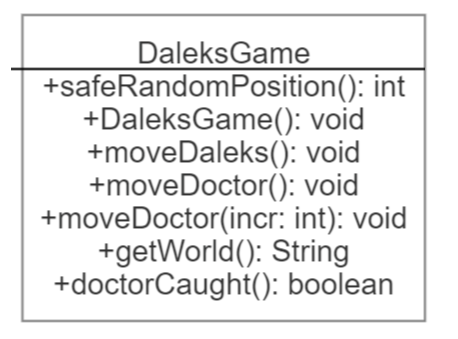 DaleksGame
+safeRandomPosition(): int
+DaleksGame(): void
+moveDaleks(): void
+moveDoctor(): void
+moveDoctor(incr: int): void
+getWorld(): String
+doctorCaught(): boolean